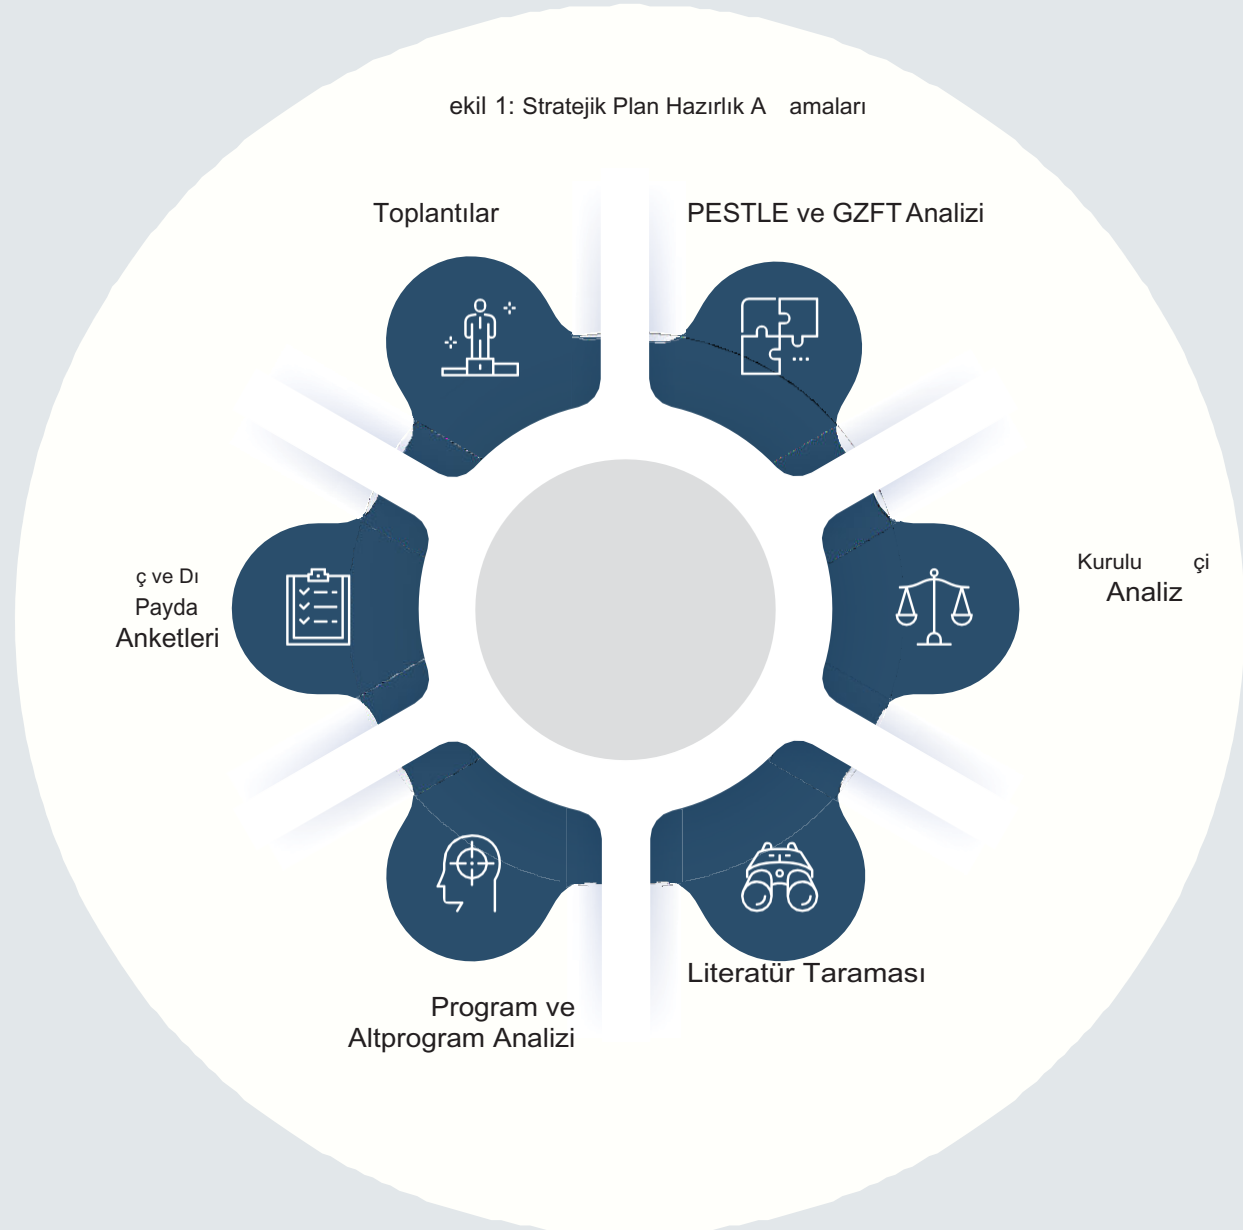 ekil 1: Stratejik Plan Hazırlık A amaları
Toplantılar
PESTLE ve GZFT Analizi
ç ve Dı
Payda
Anketleri
Kurulu çi
Analiz
Literatür Taraması
Program ve
Altprogram Analizi